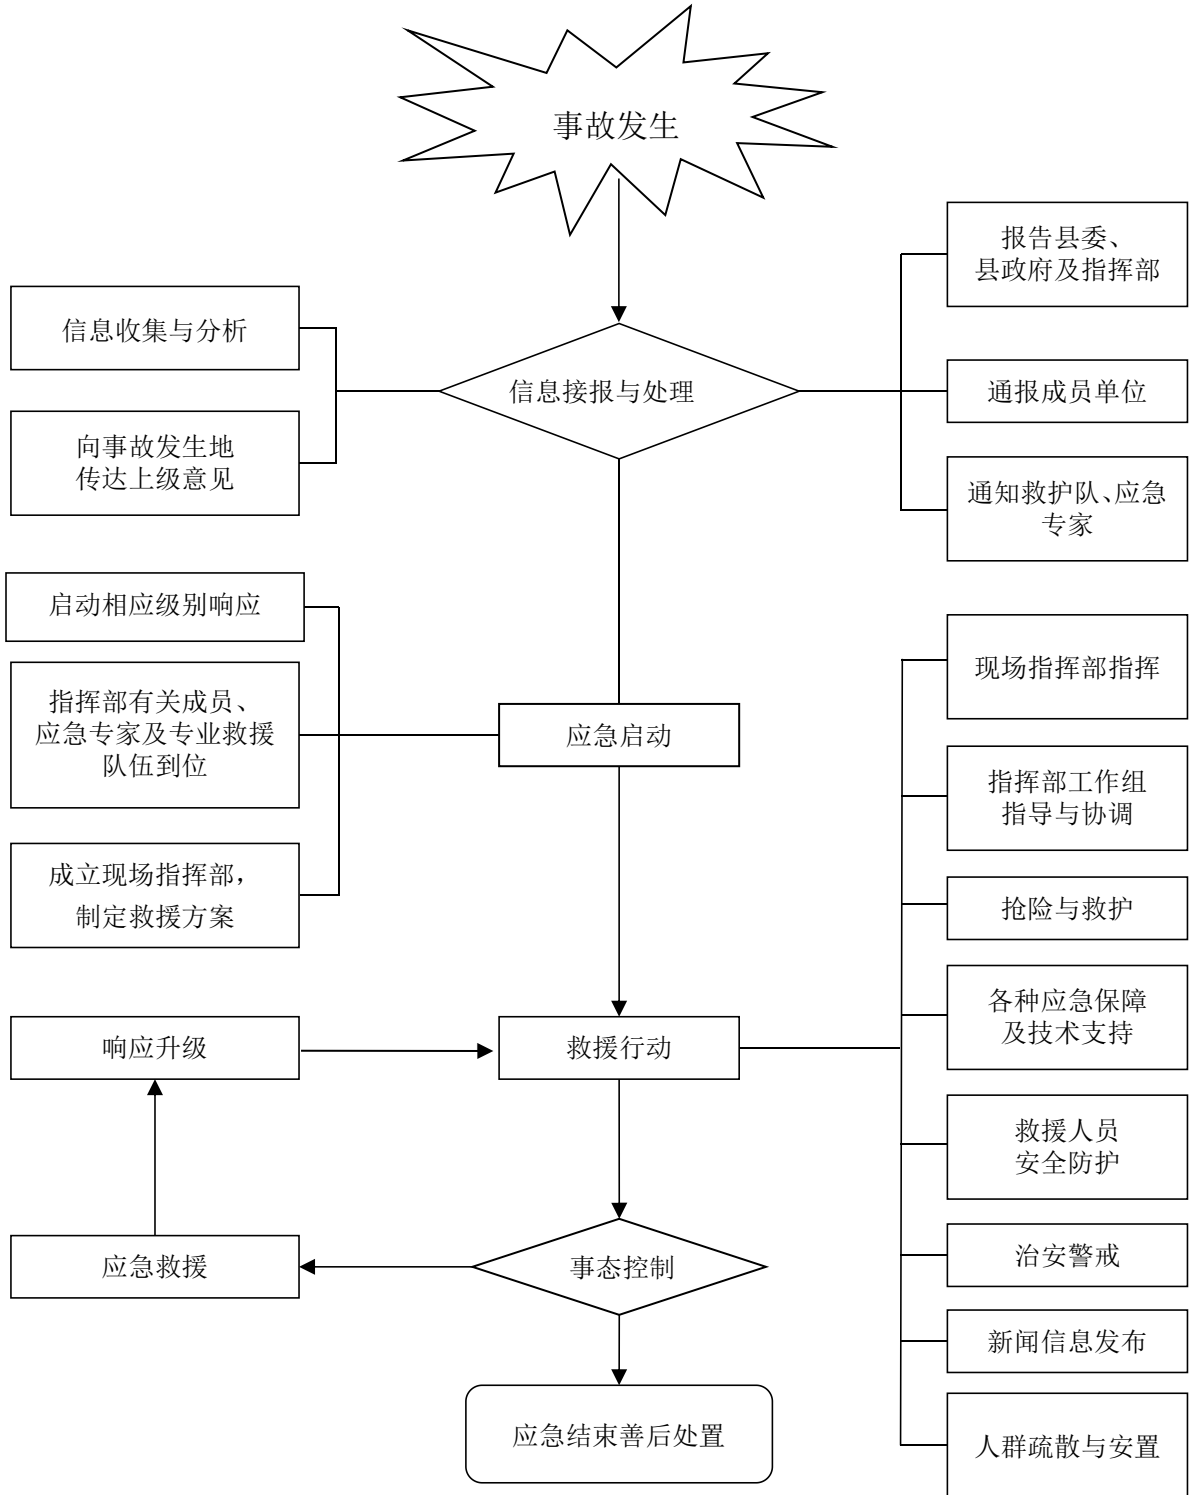 事故发生
报告县委、
县政府及指挥部
信息收集与分析
信息接报与处理
通报成员单位
向事故发生地
传达上级意见
通知救护队、应急
专家
启动相应级别响应
现场指挥部指挥
指挥部有关成员、
应急专家及专业救援
队伍到位
应急启动
指挥部工作组
指导与协调
成立现场指挥部，
制定救援方案
抢险与救护
各种应急保障
及技术支持
响应升级
救援行动
救援人员
安全防护
应急救援
事态控制
治安警戒
新闻信息发布
应急结束善后处置
人群疏散与安置